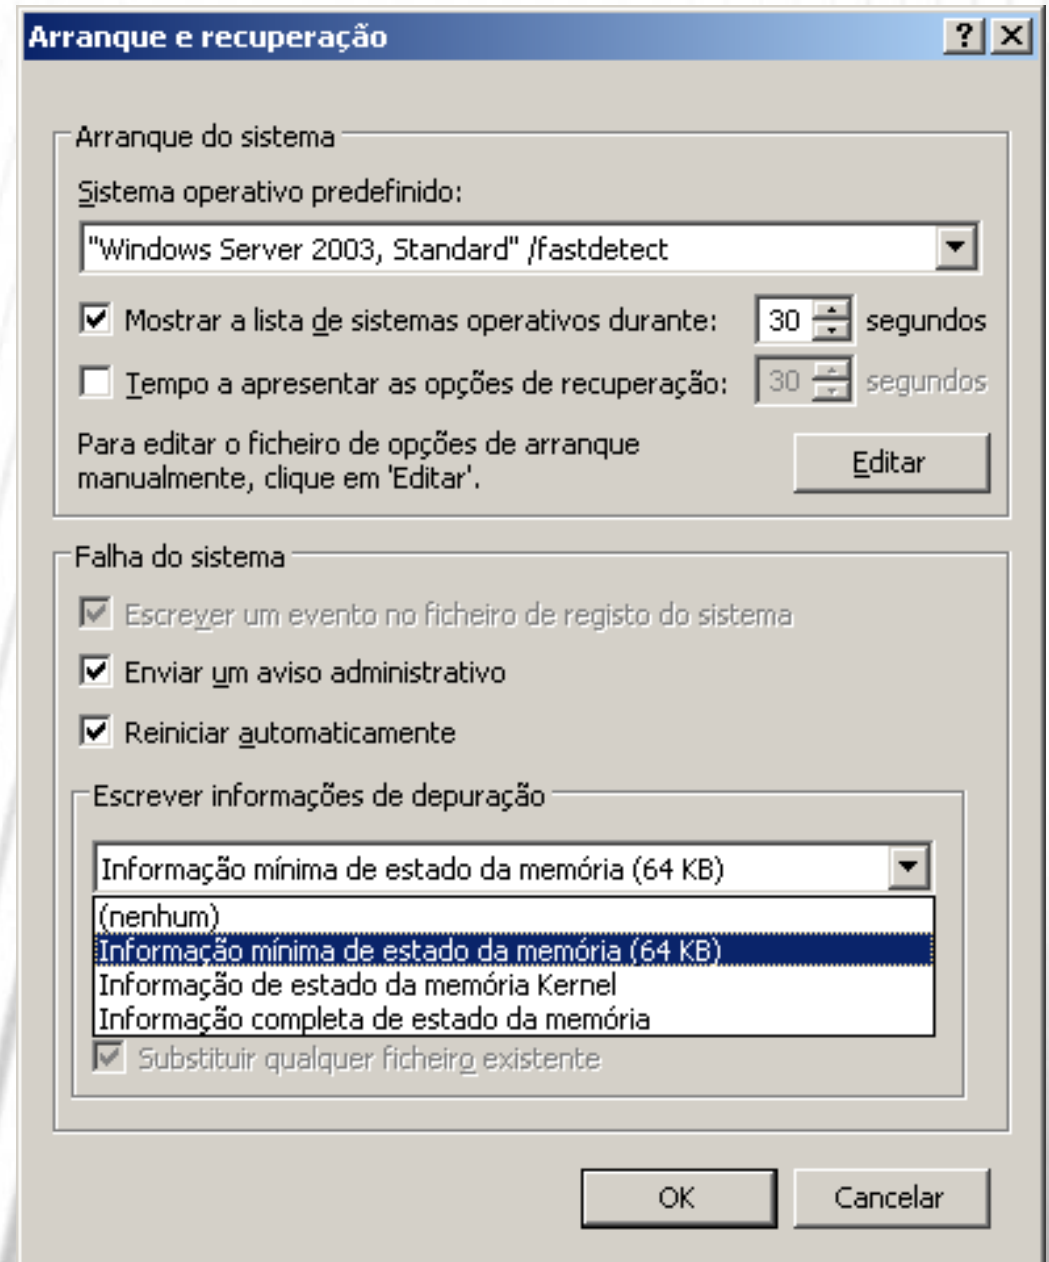 Arranque e recuperação
Arranque do sistema
Sistema operativo predefinido:
"Windows Server 2003, Standard" /fastdetect
Mostrar a lista de sistemas operativos durante: 30 segundos
Tempo a apresentar as opções de recuperação: 30 segundos
Para editar o ficheiro de opções de arranque
manualmente, clique em 'Editar'.
Editar
Falha do sistema
Escrever um evento no ficheiro de registo do sistema
Enviar um aviso administrativo
Reiniciar automaticamente
Escrever informações de depuração
Informação mínima de estado da memória (64 KB)
(nenhum)
Informação mínima de estado da memória (64 KB)
Informação de estado da memória Kernel
Informação completa de estado da memória
Substituir qualquer ficheiro existente
OK Cancelar